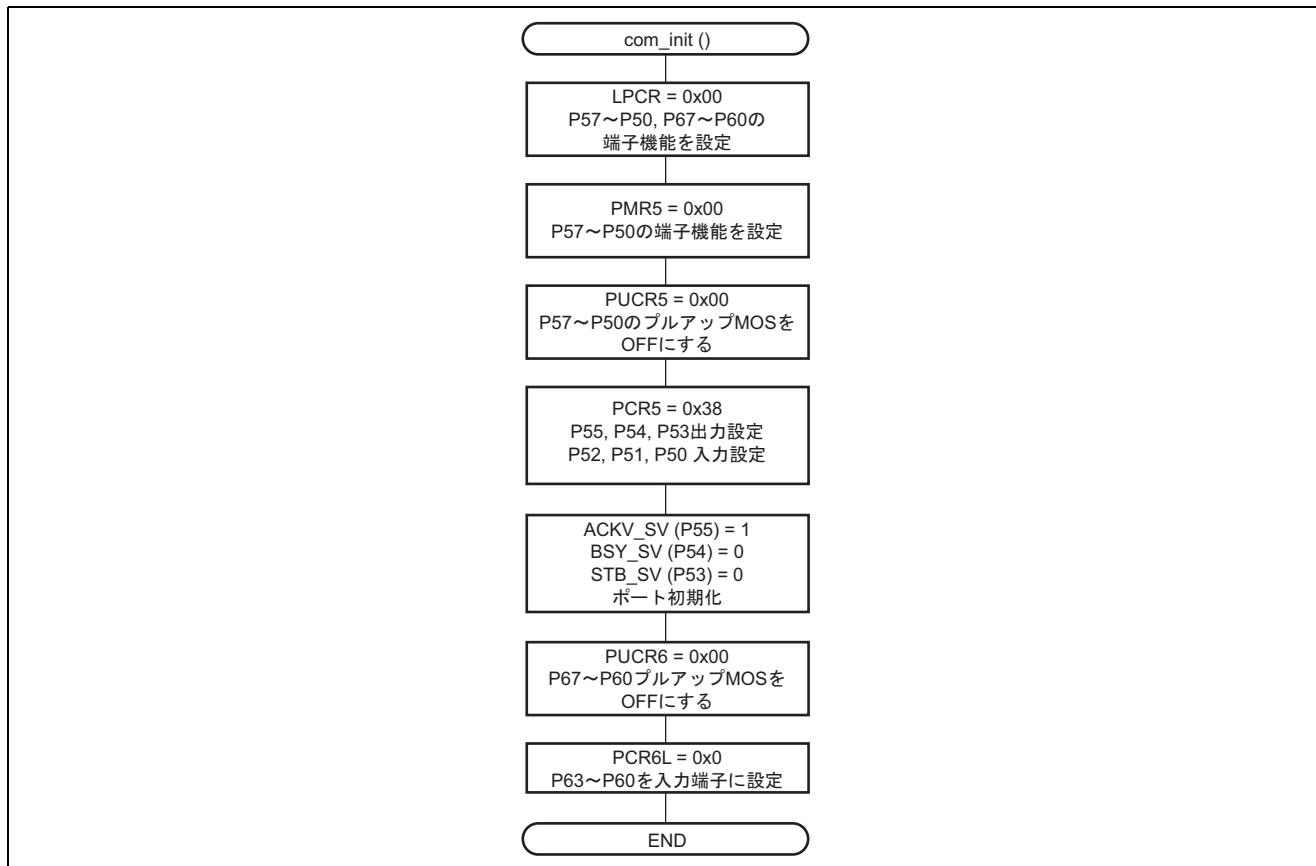 com_init ()
LPCR = 0x00
P57～P50, P67～P60の
端子機能を設定
PMR5 = 0x00
P57～P50の端子機能を設定
PUCR5 = 0x00
P57～P50のプルアップMOSを
OFFにする
PCR5 = 0x38
P55, P54, P53出力設定
P52, P51, P50 入力設定
ACKV_SV (P55) = 1
BSY_SV (P54) = 0
STB_SV (P53) = 0
ポート初期化
PUCR6 = 0x00
P67～P60プルアップMOSを
OFFにする
PCR6L = 0x0
P63～P60を入力端子に設定
END